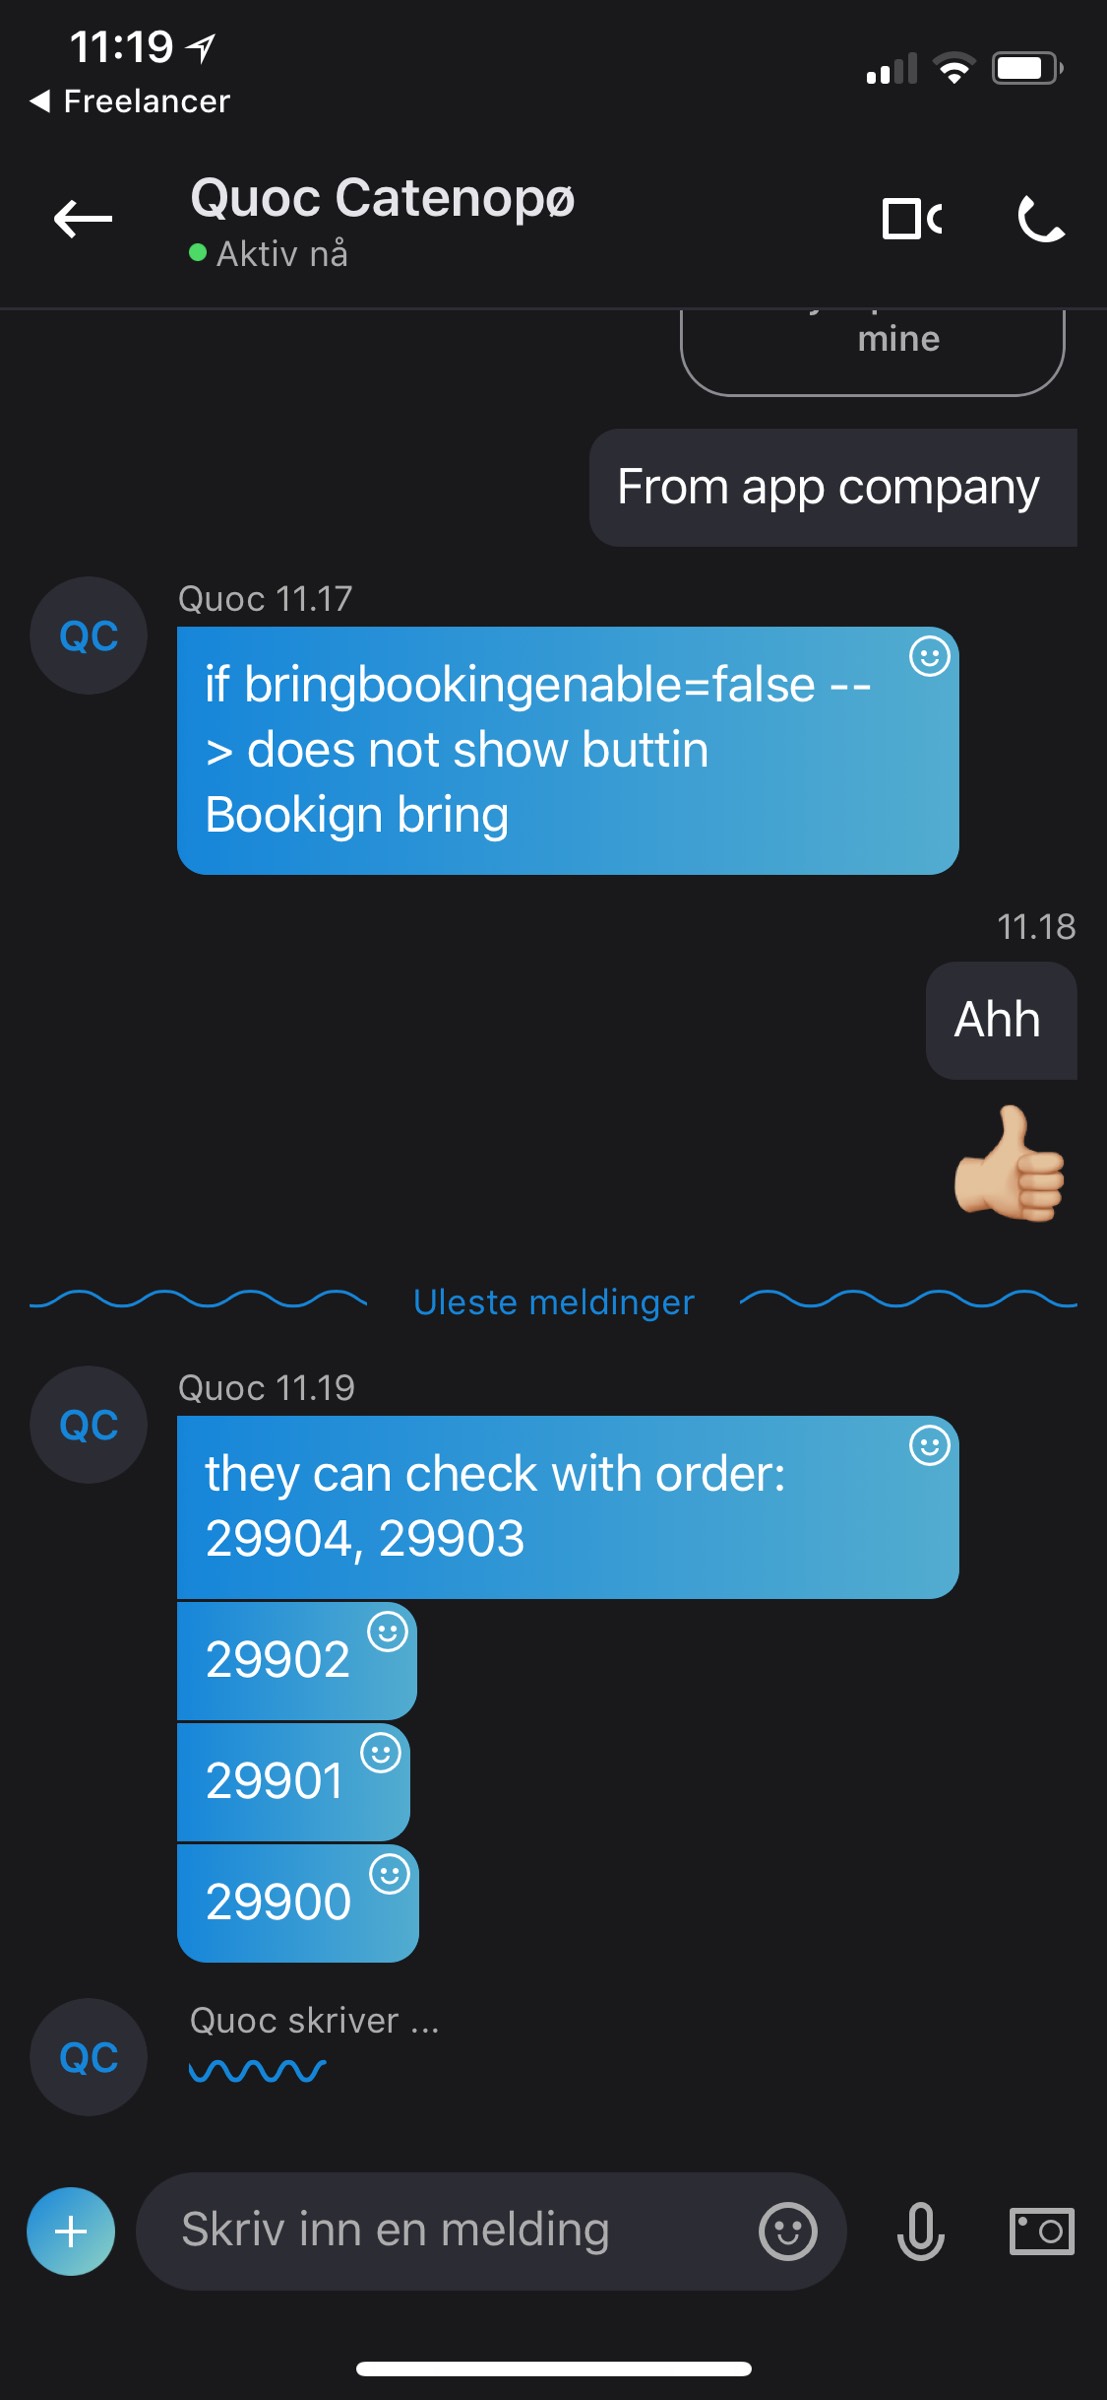 11:19
◀ Freelancer
Quoc Catenopø
Aktiv nå
mine
From app company
QC
Quoc 11.17
if bringbookingenable=false --
> does not show buttin
Bookign bring
11.18
Ahh
Uleste meldinger
QC
Quoc 11.19
they can check with order:
29904, 29903
29902
29901
29900
QC
Quoc skriver ...
Skriv inn en melding